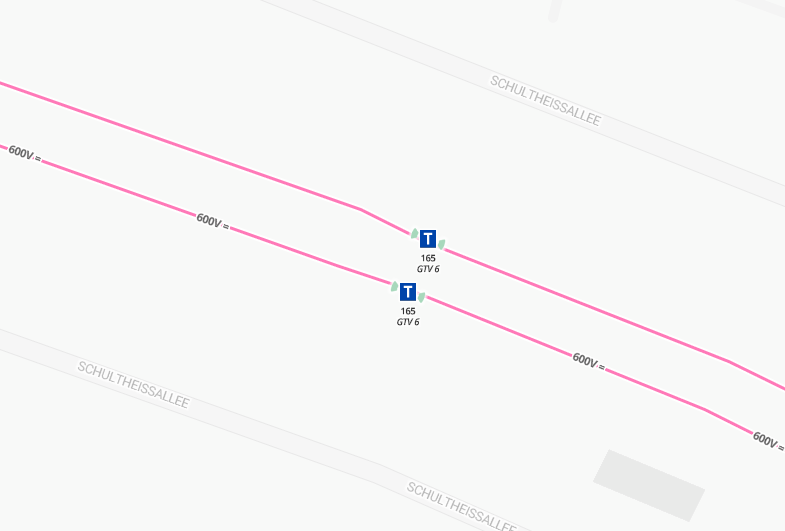 SCHULTHEISSALLEE
600V =
600V =
T
165
GTV 6
T
165
GTV 6
600V =
SCHULTHEISSALLEE
600V =
SCHULTHEISSALLEE